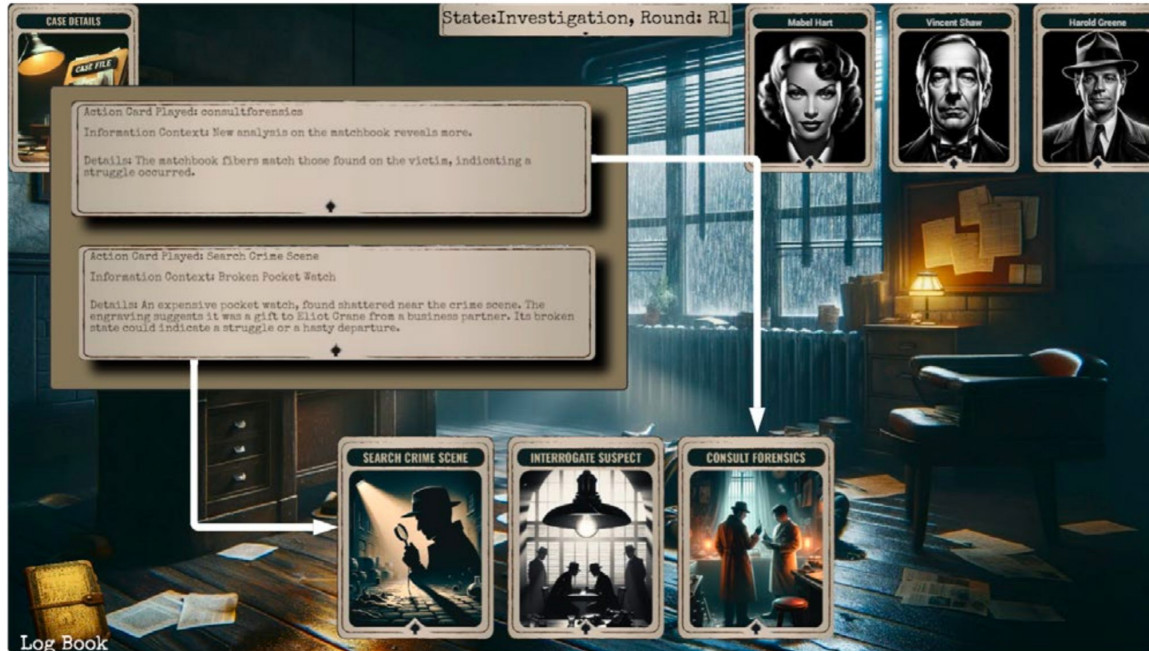 CASE DETAILS
CASE FILE
State:Investigation, Round: R1
Mabel Hart
Vincent Shaw
Harold Greene
Action Card Played: consultforensics
Information Context: New analysis on the matchbook reveals more.
Details: The matchbook fibers match those found on the victim, indicating a
struggle occurred.
Action Card Played: Search Crime Scene
Information Context: Broken Pocket Watch
Details: An expensive pocket watch, found shattered near the crime scene. The
engraving suggests it was a gift to Eliot Crane from a business partner. Its broken
state could indicate a struggle or a hasty departure.
SEARCH CRIME SCENE
INTERROGATE SUSPECT
CONSULT FORENSICS
Log Book